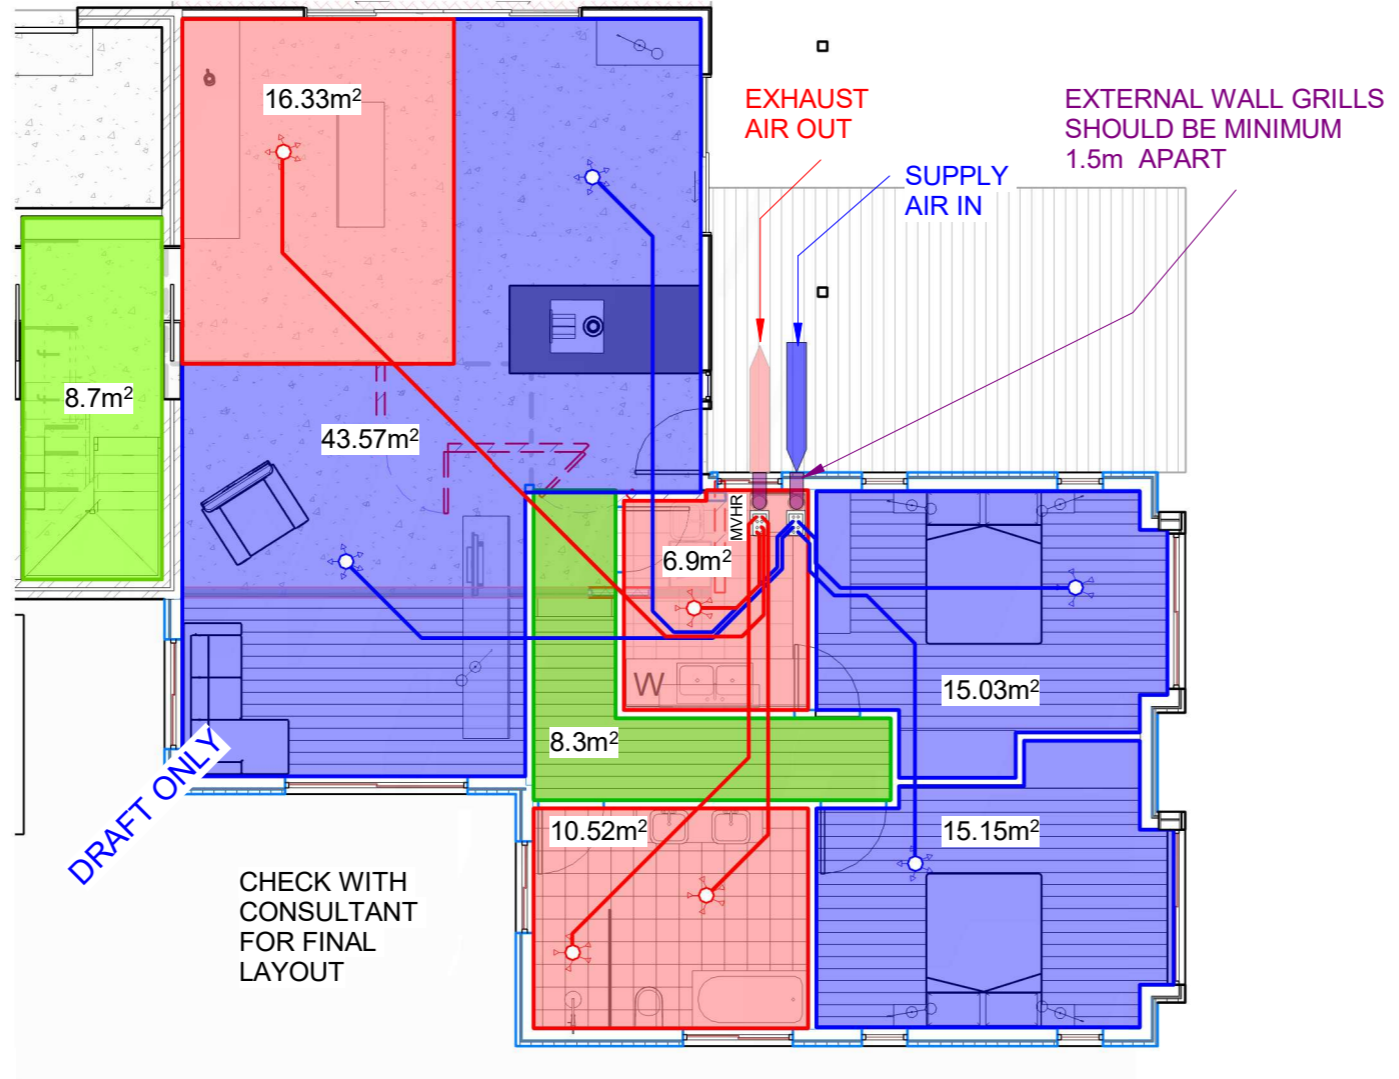 16.33m²
EXHAUST
AIR OUT
EXTERNAL WALL GRILLS
SHOULD BE MINIMUM
1.5m APART
SUPPLY
AIR IN
8.7m²
43.57m²
MVHR
6.9m²
W
15.03m²
8.3m²
10.52m²
15.15m²
DRAFT ONLY
CHECK WITH
CONSULTANT
FOR FINAL
LAYOUT